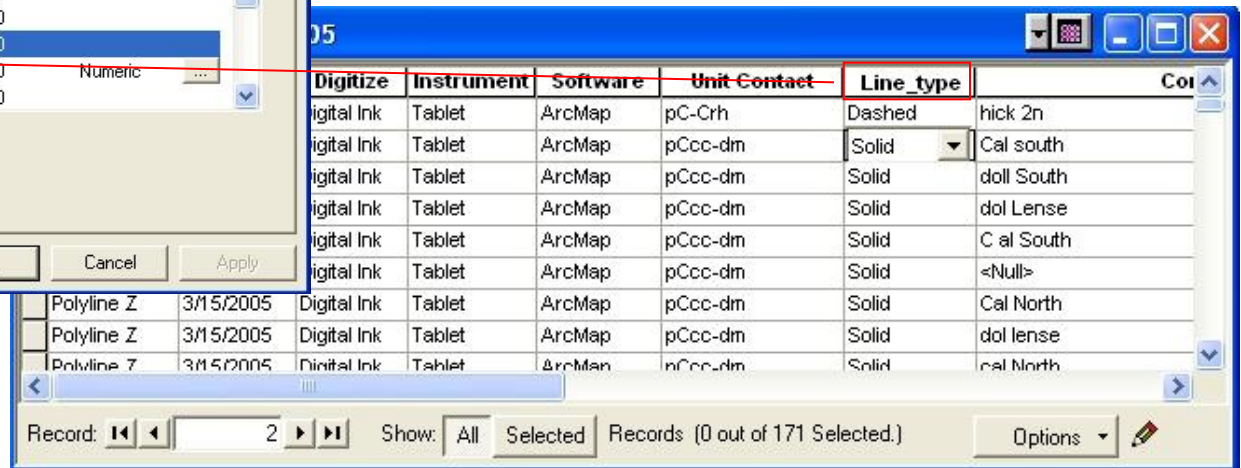 0
05
0
0 Numeric ...
0
Digitize Instrument Software Unit Contact Line_type Co
igital Ink Tablet ArcMap pC-Crh Dashed hick 2n
igital Ink Tablet ArcMap pCcc-dm Solid Cal south
igital Ink Tablet ArcMap pCcc-dm Solid doll South
igital Ink Tablet ArcMap pCcc-dm Solid dol Lense
igital Ink Tablet ArcMap pCcc-dm Solid C al South
Cancel Apply
igital Ink Tablet ArcMap pCcc-dm Solid <Null>
Polyline Z 3/15/2005 Digital Ink Tablet ArcMap pCcc-dm Solid Cal North
Polyline Z 3/15/2005 Digital Ink Tablet ArcMap pCcc-dm Solid dol lense
Polyline Z 3/15/2005 Digital Ink Tablet ArcMap pCcc-dm Solid cal North
Record: 2 Show: All Selected Records (0 out of 171 Selected.) Options